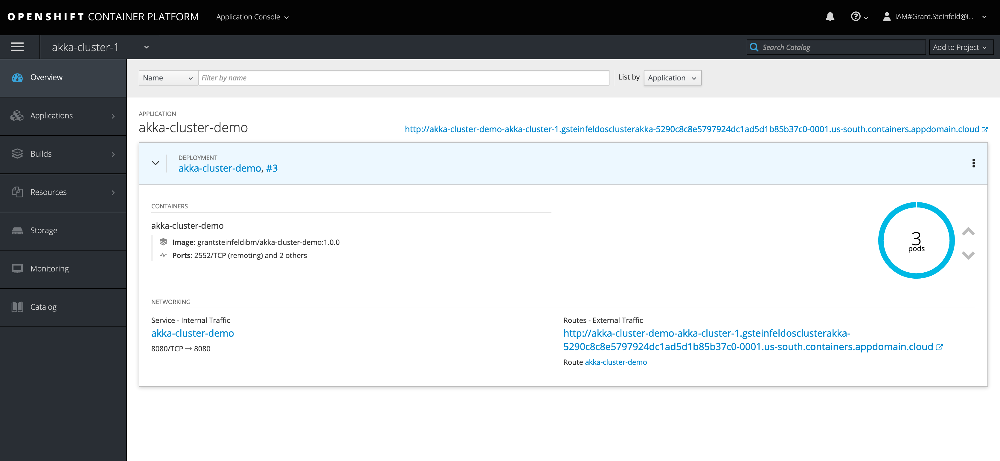 OPENSHIFT CONTAINER PLATFORM
Application Console
IAM#Grant.Steinfeld@i...
akka-cluster-1
Search Catalog
Add to Project
Overview
Applications
Builds
Resources
Storage
Monitoring
Catalog
Name
Filter by name
List by
Application
APPLICATION
akka-cluster-demo
http://akka-cluster-demo-akka-cluster-1.gsteinfeldosclusterakka-5290c8c8e5797924dc1ad5d1b85b37c0-0001.us-south.containers.appdomain.cloud
DEPLOYMENT
akka-cluster-demo, #3
CONTAINERS
akka-cluster-demo
Image: grantsteinfeldibm/akka-cluster-demo:1.0.0
Ports: 2552/TCP (remoting) and 2 others
3
pods
NETWORKING
Service - Internal Traffic
akka-cluster-demo
8080/TCP → 8080
Routes - External Traffic
http://akka-cluster-demo-akka-cluster-1.gsteinfeldosclusterakka-
5290c8c8e5797924dc1ad5d1b85b37c0-0001.us-south.containers.appdomain.cloud
Route akka-cluster-demo